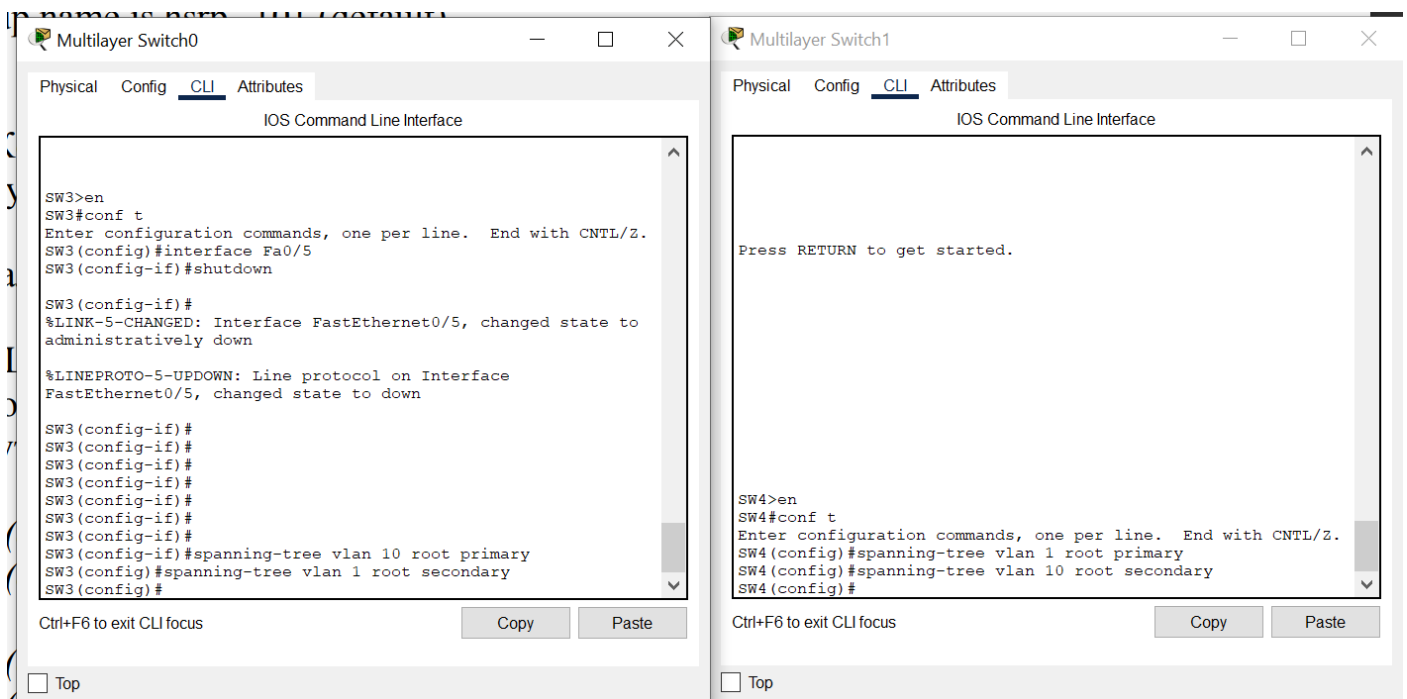 up name is hsrp
(default)
Multilayer Switch0
Physical Config CLI Attributes
IOS Command Line Interface
SW3>en
SW3#conf t
Enter configuration commands, one per line. End with CNTL/Z.
SW3(config)#interface Fa0/5
SW3(config-if)#shutdown
SW3(config-if)#
%LINK-5-CHANGED: Interface FastEthernet0/5, changed state to
administratively down
%LINEPROTO-5-UPDOWN: Line protocol on Interface
FastEthernet0/5, changed state to down
SW3(config-if)#
SW3(config-if)#
SW3(config-if)#
SW3(config-if)#
SW3(config-if)#
SW3(config-if)#
SW3(config-if)#
SW3(config-if)#spanning-tree vlan 10 root primary
SW3(config)#spanning-tree vlan 1 root secondary
SW3(config)#
Ctrl+F6 to exit CLI focus
Copy
Paste
Top
Multilayer Switch1
Physical Config CLI Attributes
IOS Command Line Interface
Press RETURN to get started.
SW4>en
SW4#conf t
Enter configuration commands, one per line. End with CNTL/Z.
SW4(config)#spanning-tree vlan 1 root primary
SW4(config)#spanning-tree vlan 10 root secondary
SW4(config)#
Ctrl+F6 to exit CLI focus
Copy
Paste
Top